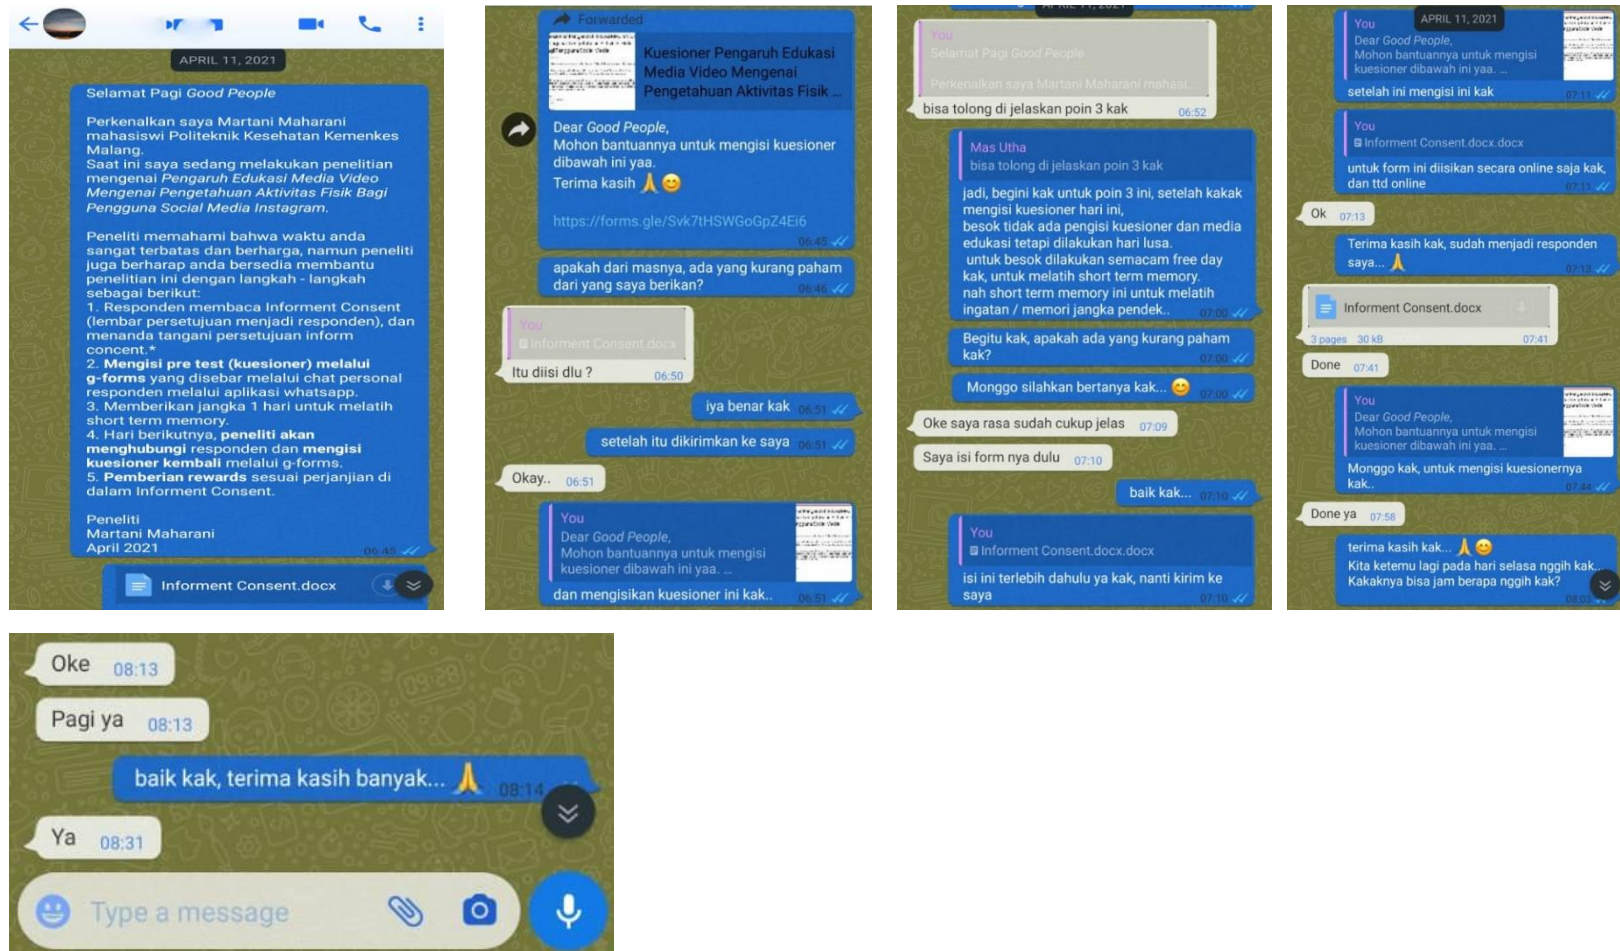 APRIL 11, 2021
Selamat Pagi Good People
Perkenalkan saya Martani Maharani
mahasiswi Politeknik Kesehatan Kemenkes
Malang.
Saat ini saya sedang melakukan penelitian
mengenai Pengaruh Edukasi Media Video
Mengenai Pengetahuan Aktivitas Fisik Bagi
Pengguna Social Media Instagram.
Peneliti memahami bahwa waktu anda
sangat terbatas dan berharga, namun peneliti
juga berharap anda bersedia membantu
penelitian ini dengan langkah - langkah
sebagai berikut:
1. Responden membaca Informent Consent
(lembar persetujuan menjadi responden), dan
menanda tangani persetujuan inform
concent.*
2. Mengisi pre test (kuesioner) melalui
g-forms yang disebar melalui chat personal
responden melalui aplikasi whatsapp.
3. Memberikan jangka 1 hari untuk melatih
short term memory.
4. Hari berikutnya, peneliti akan
menghubungi responden dan mengisi
kuesioner kembali melalui g-forms.
5. Pemberian rewards sesuai perjanjian di
dalam Informent Consent.
Peneliti
Martani Maharani
April 2021
06:45
Informent Consent.docx
Forwarded
Kuesioner Pengaruh Edukasi
Media Video Mengenai
Pengetahuan Aktivitas Fisik ...
Dear Good People,
Mohon bantuannya untuk mengisi kuesioner
dibawah ini yaa.
Terima kasih 🙏😊
https://forms.gle/Svk7tHSWGoGpZ4Ei6
06:45
apakah dari masnya, ada yang kurang paham
dari yang saya berikan? 06:46
You
Informent Consent.docx
Itu diisi dlu ? 06:50
iya benar kak 06:51
setelah itu dikirimkan ke saya 06:51
Okay.. 06:51
You
Dear Good People,
Mohon bantuannya untuk mengisi
kuesioner dibawah ini yaa. ...
dan mengisikan kuesioner ini kak.. 06:51
APRIL 11, 2021
You
Selamat Pagi Good People
Perkenalkan saya Martani Maharani mahasi...
bisa tolong di jelaskan poin 3 kak 06:52
Mas Utha
bisa tolong di jelaskan poin 3 kak
jadi, begini kak untuk poin 3 ini, setelah kakak
mengisi kuesioner hari ini,
besok tidak ada pengisi kuesioner dan media
edukasi tetapi dilakukan hari lusa.
untuk besok dilakukan semacam free day
kak, untuk melatih short term memory.
nah short term memory ini untuk melatih
ingatan / memori jangka pendek.. 07:00
Begitu kak, apakah ada yang kurang paham
kak? 07:00
Monggo silahkan bertanya kak... 😊 07:00
Oke saya rasa sudah cukup jelas 07:09
Saya isi form nya dulu 07:10
baik kak... 07:10
You
Informent Consent.docx.docx
isi ini terlebih dahulu ya kak, nanti kirim ke
saya 07:10
APRIL 11, 2021
You
Dear Good People,
Mohon bantuannya untuk mengisi
kuesioner dibawah ini yaa. ...
setelah ini mengisi ini kak 07:11
You
Informent Consent.docx.docx
untuk form ini diisikan secara online saja kak,
dan ttd online 07:11
Ok 07:13
Terima kasih kak, sudah menjadi responden
saya... 🙏 07:13
Informent Consent.docx
3 pages 30 kB 07:41
Done 07:41
You
Dear Good People,
Mohon bantuannya untuk mengisi
kuesioner dibawah ini yaa. ...
Monggo kak, untuk mengisi kuesionernya
kak.. 07:44
Done ya 07:58
terima kasih kak... 🙏😊
Kita ketemu lagi pada hari selasa nggih kak..
Kakaknya bisa jam berapa nggih kak?
08:03
Oke 08:13
Pagi ya 08:13
baik kak, terima kasih banyak... 🙏 08:14
Ya 08:31
Type a message